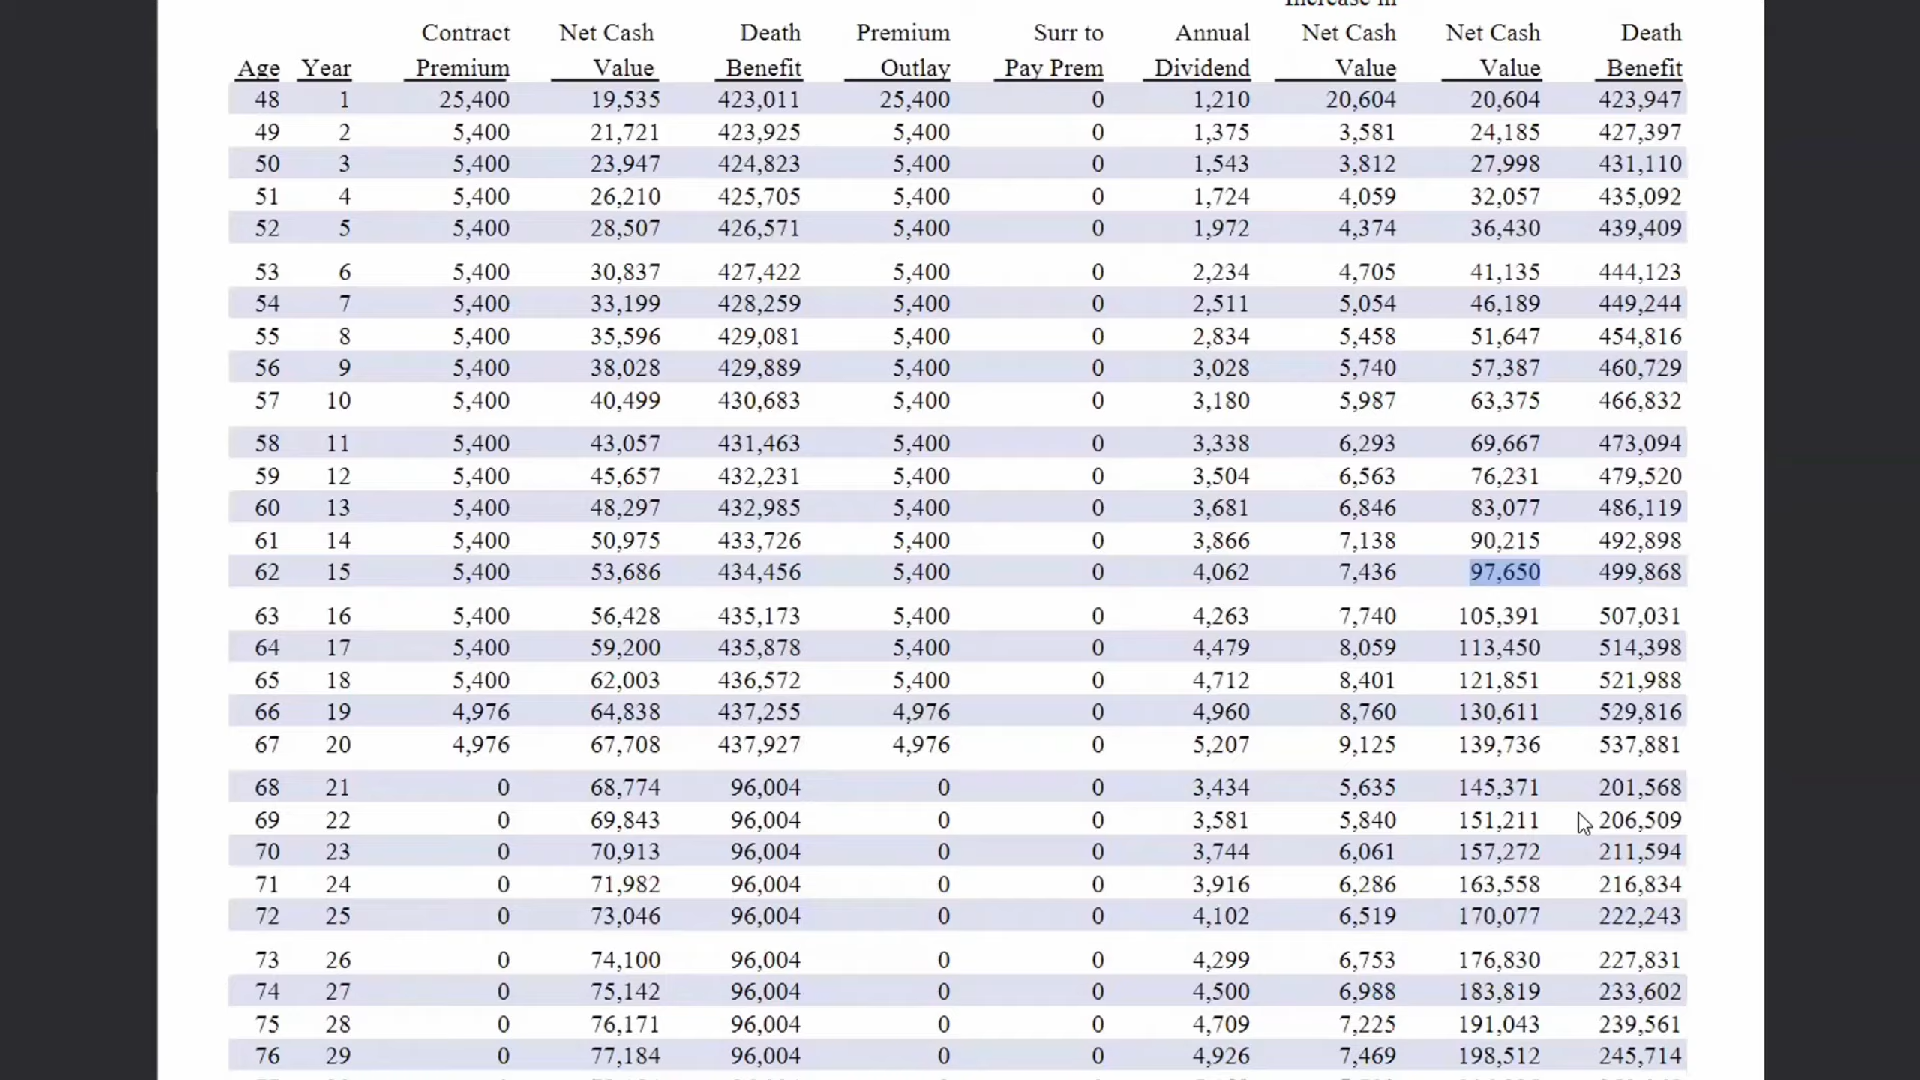 Increase in
Contract Net Cash Death Premium Surr to Annual Net Cash Net Cash Death
Age Year Premium Value Benefit Outlay Pay Prem Dividend Value Value Benefit
48 1 25,400 19,535 423,011 25,400 0 1,210 20,604 20,604 423,947
49 2 5,400 21,721 423,925 5,400 0 1,375 3,581 24,185 427,397
50 3 5,400 23,947 424,823 5,400 0 1,543 3,812 27,998 431,110
51 4 5,400 26,210 425,705 5,400 0 1,724 4,059 32,057 435,092
52 5 5,400 28,507 426,571 5,400 0 1,972 4,374 36,430 439,409
53 6 5,400 30,837 427,422 5,400 0 2,234 4,705 41,135 444,123
54 7 5,400 33,199 428,259 5,400 0 2,511 5,054 46,189 449,244
55 8 5,400 35,596 429,081 5,400 0 2,834 5,458 51,647 454,816
56 9 5,400 38,028 429,889 5,400 0 3,028 5,740 57,387 460,729
57 10 5,400 40,499 430,683 5,400 0 3,180 5,987 63,375 466,832
58 11 5,400 43,057 431,463 5,400 0 3,338 6,293 69,667 473,094
59 12 5,400 45,657 432,231 5,400 0 3,504 6,563 76,231 479,520
60 13 5,400 48,297 432,985 5,400 0 3,681 6,846 83,077 486,119
61 14 5,400 50,975 433,726 5,400 0 3,866 7,138 90,215 492,898
62 15 5,400 53,686 434,456 5,400 0 4,062 7,436 97,650 499,868
63 16 5,400 56,428 435,173 5,400 0 4,263 7,740 105,391 507,031
64 17 5,400 59,200 435,878 5,400 0 4,479 8,059 113,450 514,398
65 18 5,400 62,003 436,572 5,400 0 4,712 8,401 121,851 521,988
66 19 4,976 64,838 437,255 4,976 0 4,960 8,760 130,611 529,816
67 20 4,976 67,708 437,927 4,976 0 5,207 9,125 139,736 537,881
68 21 0 68,774 96,004 0 0 3,434 5,635 145,371 201,568
69 22 0 69,843 96,004 0 0 3,581 5,840 151,211 206,509
70 23 0 70,913 96,004 0 0 3,744 6,061 157,272 211,594
71 24 0 71,982 96,004 0 0 3,916 6,286 163,558 216,834
72 25 0 73,046 96,004 0 0 4,102 6,519 170,077 222,243
73 26 0 74,100 96,004 0 0 4,299 6,753 176,830 227,831
74 27 0 75,142 96,004 0 0 4,500 6,988 183,819 233,602
75 28 0 76,171 96,004 0 0 4,709 7,225 191,043 239,561
76 29 0 77,184 96,004 0 0 4,926 7,469 198,512 245,714